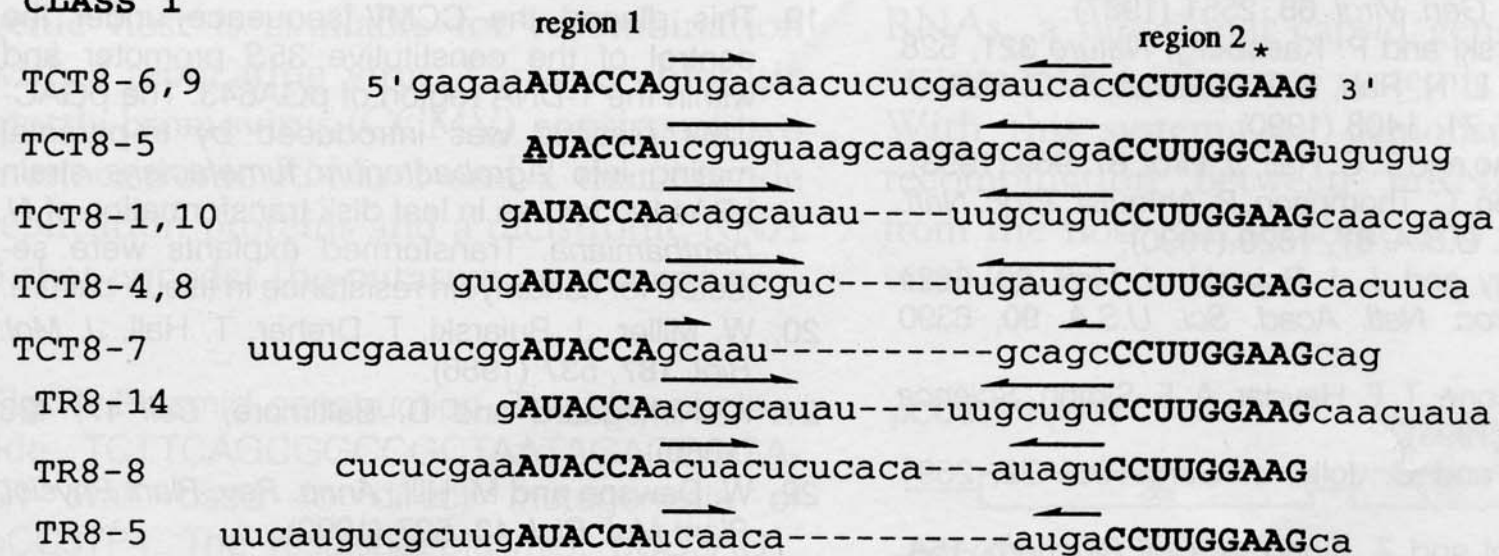 CLASS I
region 1 region 2 *
TCT8-6,9 5'gagaaAUACCAgugacaacucucgagaucacCCUUGGAAG 3'
TCT8-5 AUACCAucguguaagcaagagcacgaCCUUGGCAGugugug
TCT8-1,10 gAUACCAacagcauau-----uugcuguCCUUGGAAGcaacgaga
TCT8-4,8 gugAUACCAgcaucguc------uugaugcCCUUGGCAGcacuuca
TCT8-7 uugucgaaucggAUACCAgcaau----------gcagcCCUUGGAAGcag
TR8-14 gAUACCAacggcauau-----uugcuguCCUUGGAAGcaacuaua
TR8-8 cucucgaaAUACCAacuacucucaca---auaguCCUUGGAAG
TR8-5 uucaugucgcuugAUACCAucaaca----------augaCCUUGGAAGca